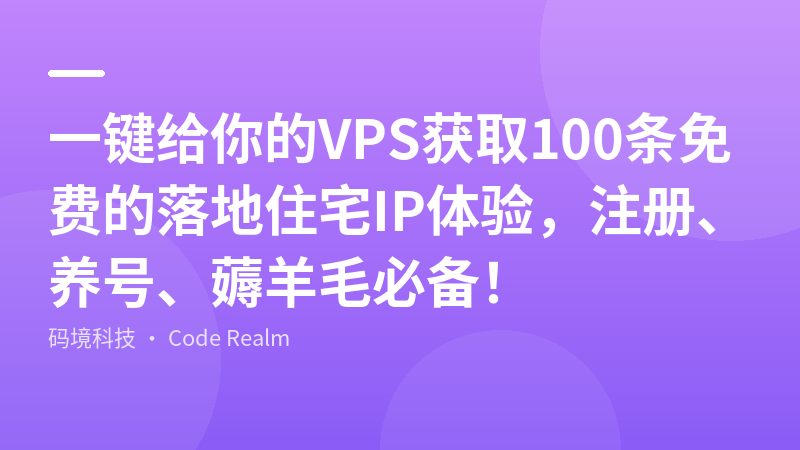 一键给你的VPS获取100条免
费的落地住宅IP体验，注册、
养号、薅羊毛必备！
码境科技 · Code Realm